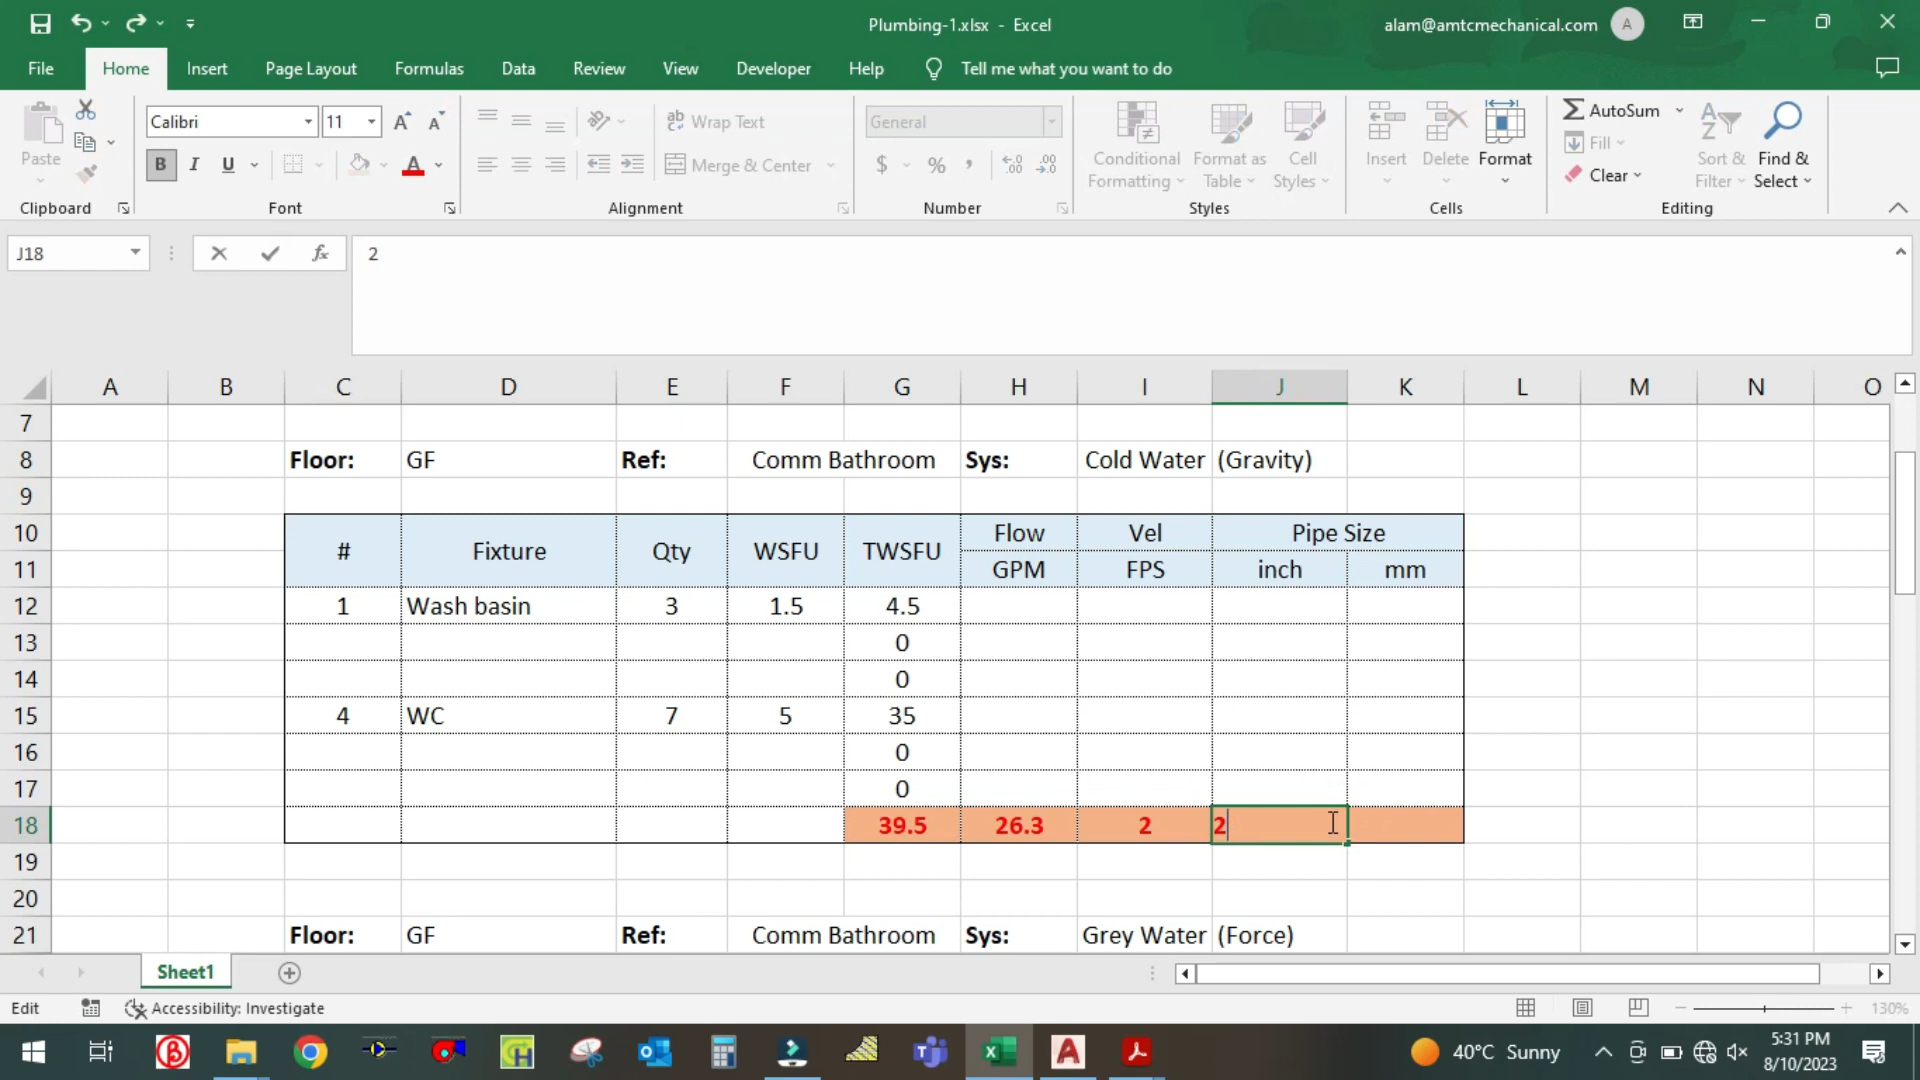 Plumbing-1.xlsx - Excel
alam@amtcmechanical.com A
File Home Insert Page Layout Formulas Data Review View Developer Help Tell me what you want to do
Paste
Clipboard
Calibri 11
B I U
Font
Wrap Text
Merge & Center
Alignment
General
$ % ,
Number
Conditional Formatting
Format as Table
Cell Styles
Styles
Insert Delete Format
Cells
AutoSum
Fill
Clear
Sort & Filter
Find & Select
Editing
J18 fx 2
A B C D E F G H I J K L M N O
7
8 Floor: GF Ref: Comm Bathroom Sys: Cold Water (Gravity)
9
10 # Fixture Qty WSFU TWSFU Flow Vel Pipe Size
11 GPM FPS inch mm
12 1 Wash basin 3 1.5 4.5
13 0
14 0
15 4 WC 7 5 35
16 0
17 0
18 39.5 26.3 2 2
19
20
21 Floor: GF Ref: Comm Bathroom Sys: Grey Water (Force)
Sheet1
Edit Accessibility: Investigate 130%
40°C Sunny
5:31 PM
8/10/2023